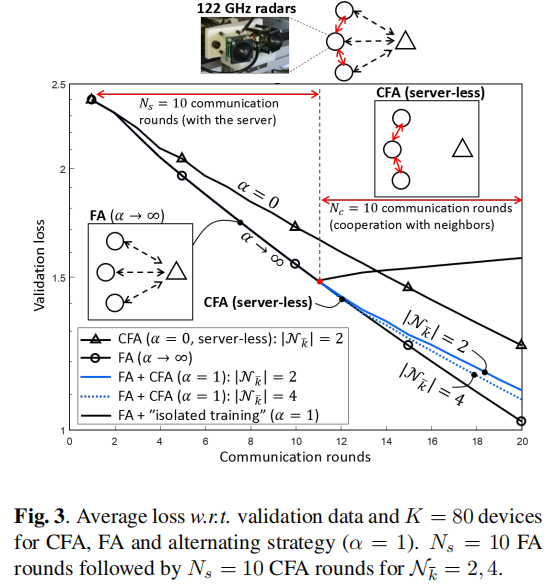 122 GHz radars
2.5
N_s = 10 communication
rounds (with the server)
CFA (server-less)
2
α = 0
FA (α → ∞)
α → ∞
N_c = 10 communication rounds
(cooperation with neighbors)
Validation loss
1.5
CFA (server-less)
|𝒩_k̄| = 2
|𝒩_k̄| = 4
CFA (α = 0, server-less): |𝒩_k̄| = 2
FA (α → ∞)
FA + CFA (α = 1): |𝒩_k̄| = 2
FA + CFA (α = 1): |𝒩_k̄| = 4
FA + "isolated training" (α = 1)
1
0 2 4 6 8 10 12 14 16 18 20
Communication rounds
Fig. 3. Average loss w.r.t. validation data and K = 80 devices
for CFA, FA and alternating strategy (α = 1). N_s = 10 FA
rounds followed by N_s = 10 CFA rounds for 𝒩_k̄ = 2, 4.